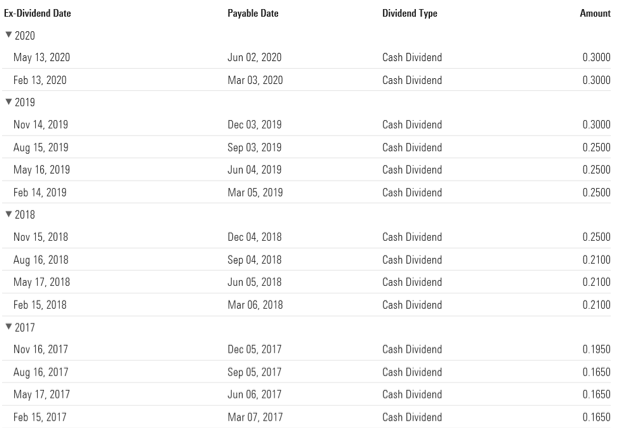 Ex-Dividend Date Payable Date Dividend Type Amount
▼ 2020
May 13, 2020 Jun 02, 2020 Cash Dividend 0.3000
Feb 13, 2020 Mar 03, 2020 Cash Dividend 0.3000
▼ 2019
Nov 14, 2019 Dec 03, 2019 Cash Dividend 0.3000
Aug 15, 2019 Sep 03, 2019 Cash Dividend 0.2500
May 16, 2019 Jun 04, 2019 Cash Dividend 0.2500
Feb 14, 2019 Mar 05, 2019 Cash Dividend 0.2500
▼ 2018
Nov 15, 2018 Dec 04, 2018 Cash Dividend 0.2500
Aug 16, 2018 Sep 04, 2018 Cash Dividend 0.2100
May 17, 2018 Jun 05, 2018 Cash Dividend 0.2100
Feb 15, 2018 Mar 06, 2018 Cash Dividend 0.2100
▼ 2017
Nov 16, 2017 Dec 05, 2017 Cash Dividend 0.1950
Aug 16, 2017 Sep 05, 2017 Cash Dividend 0.1650
May 17, 2017 Jun 06, 2017 Cash Dividend 0.1650
Feb 15, 2017 Mar 07, 2017 Cash Dividend 0.1650